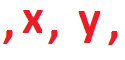 ,x, y,